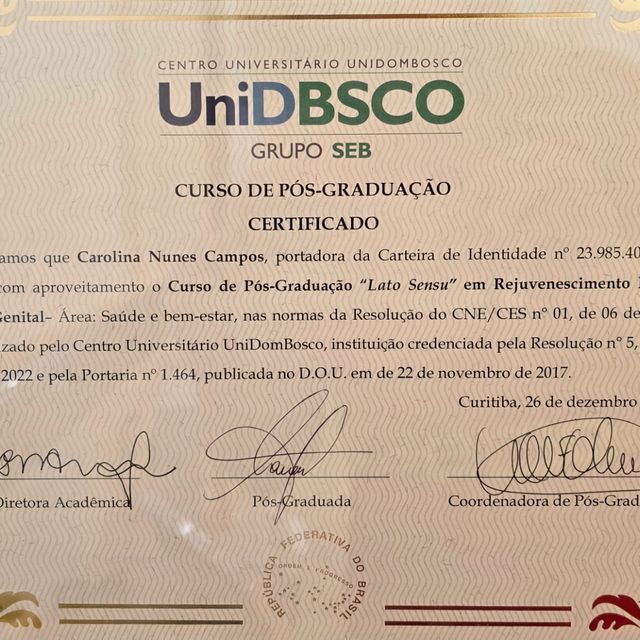 CENTRO UNIVERSITÁRIO UNIDOMBOSCO
UniDBSCO
GRUPO SEB
CURSO DE PÓS-GRADUAÇÃO
CERTIFICADO
amos que Carolina Nunes Campos, portadora da Carteira de Identidade nº 23.985.40
com aproveitamento o Curso de Pós-Graduação “Lato Sensu” em Rejuvenescimento
Genital– Área: Saúde e bem-estar, nas normas da Resolução do CNE/CES nº 01, de 06 de
zado pelo Centro Universitário UniDomBosco, instituição credenciada pela Resolução nº 5,
2022 e pela Portaria nº 1.464, publicada no D.O.U. em de 22 de novembro de 2017.
Curitiba, 26 de dezembro
Diretora Acadêmica
Pós-Graduada
Coordenadora de Pós-Grad
REPÚBLICA FEDERATIVA DO BRASIL
ORDEM E PROGRESSO